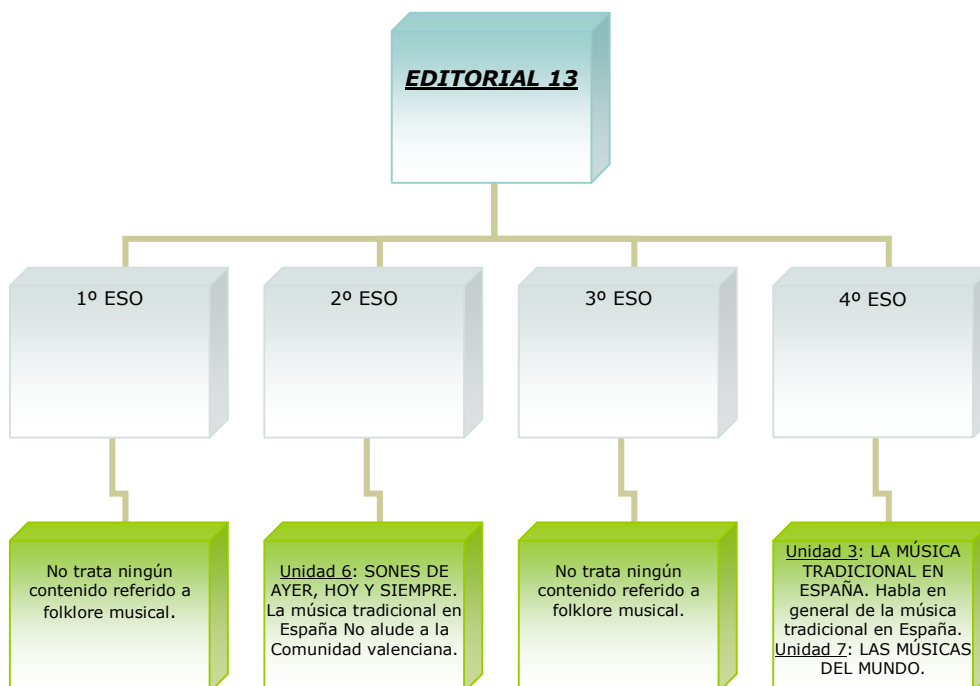 EDITORIAL 13
1º ESO
2º ESO
3º ESO
4º ESO
No trata ningún
contenido referido a
folklore musical.
Unidad 6: SONES DE
AYER, HOY Y SIEMPRE.
La música tradicional en
España No alude a la
Comunidad valenciana.
No trata ningún
contenido referido a
folklore musical.
Unidad 3: LA MÚSICA
TRADICIONAL EN
ESPAÑA. Habla en
general de la música
tradicional en España.
Unidad 7: LAS MÚSICAS
DEL MUNDO.